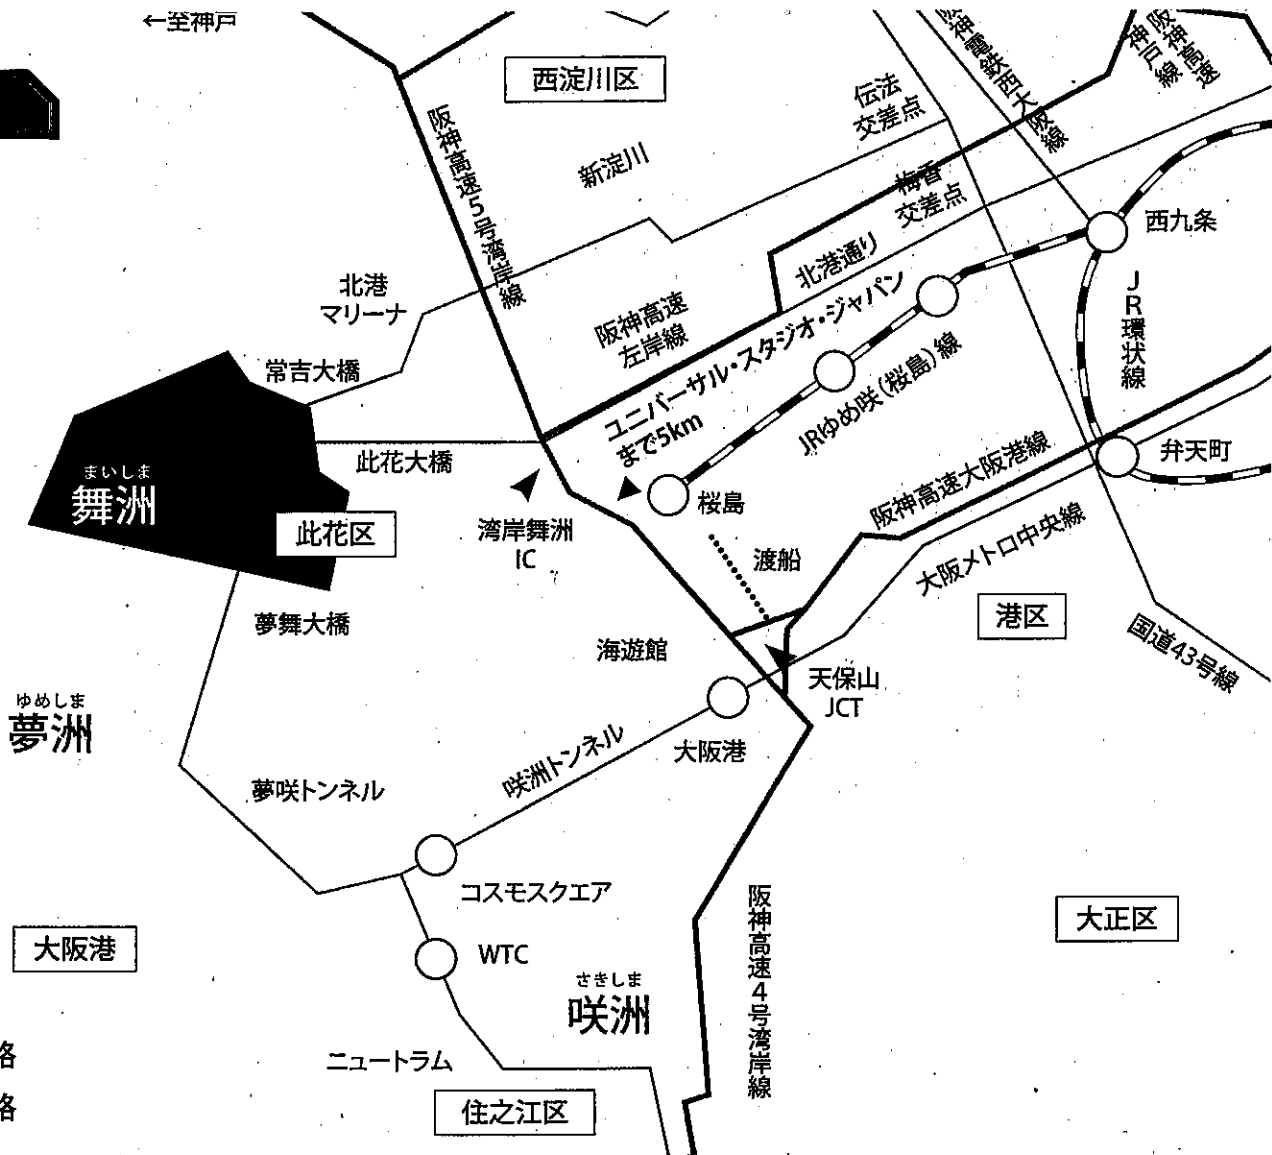 ←至神戸
西淀川区
阪神高速5号湾岸線
新淀川
伝法
交差点
阪神電鉄西大阪線
阪神高速
神戸線
梅香
交差点
西九条
北港
マリーナ
北港通り
阪神高速
左岸線
ユニバーサル・スタジオ・ジャパン
まで5km
JRゆめ咲(桜島)線
JR環状線
常吉大橋
此花大橋
まいしま
舞洲
此花区
湾岸舞洲
IC
桜島
渡船
阪神高速大阪港線
弁天町
大阪メトロ中央線
港区
国道43号線
夢舞大橋
海遊館
天保山
JCT
ゆめしま
夢洲
大阪港
咲洲トンネル
夢咲トンネル
コスモスクエア
WTC
大阪港
さきしま
咲洲
阪神高速4号湾岸線
大正区
ニュートラム
住之江区